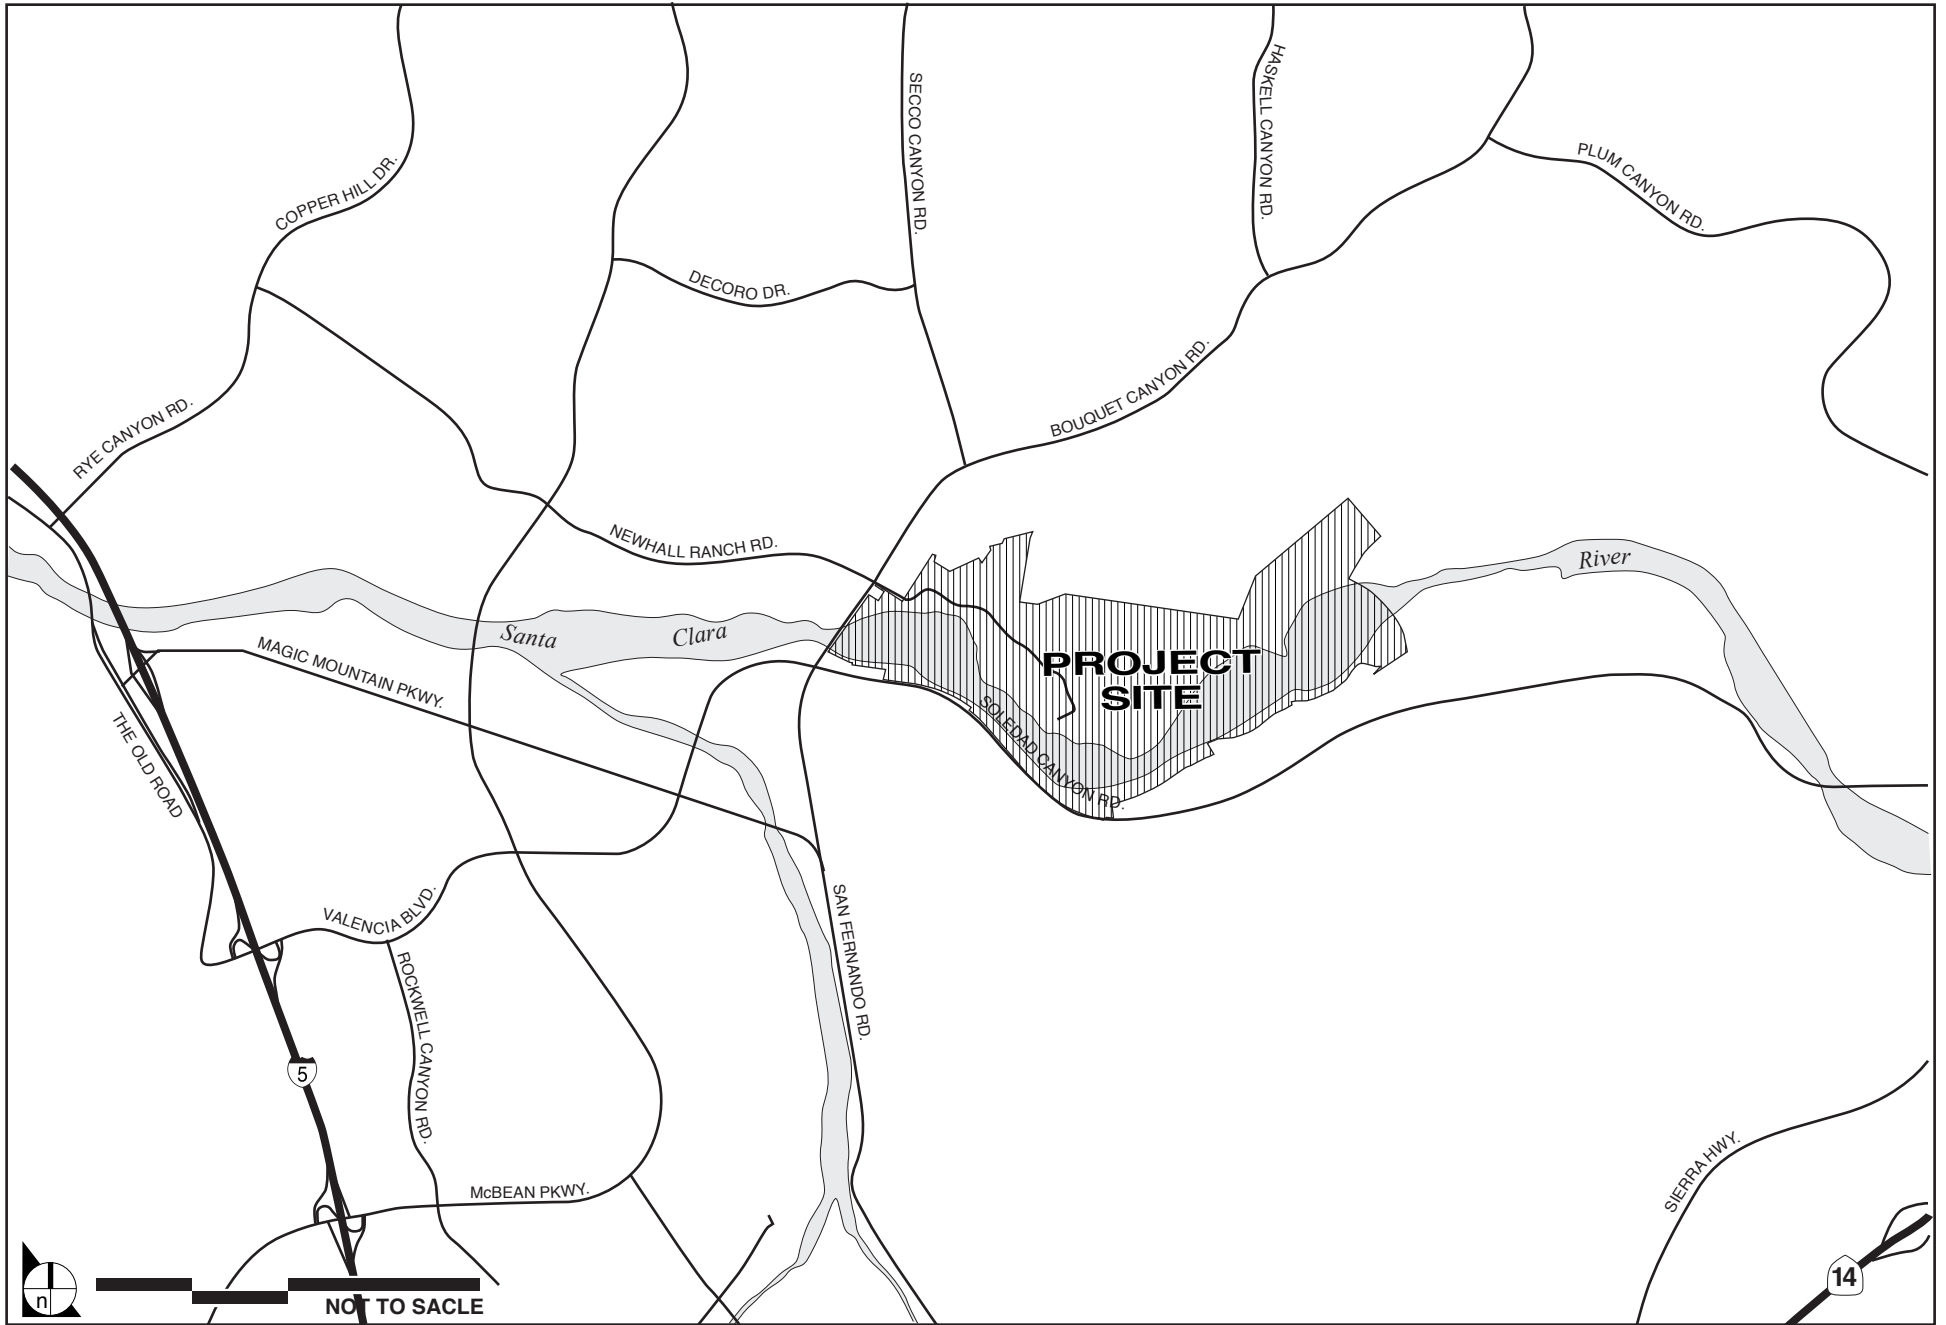 HASKELL CANYON RD.
SECCO CANYON RD.
COPPER HILL DR.
PLUM CANYON RD.
DECORO DR.
BOUQUET CANYON RD.
RYE CANYON RD.
NEWHALL RANCH RD.
River
Santa Clara
MAGIC MOUNTAIN PKWY.
PROJECT
SITE
SOLEDAD CANYON RD.
THE OLD ROAD
VALENCIA BLVD.
SAN FERNANDO RD.
ROCKWELL CANYON RD.
5
McBEAN PKWY.
SIERRA HWY.
14
n
NOT TO SACLE